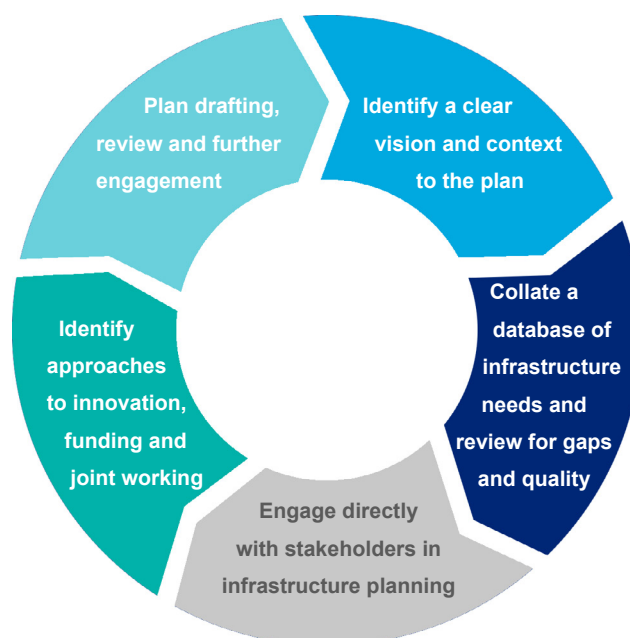 Plan drafting,
review and further
engagement
Identify a clear
vision and context
to the plan
Collate a
database of
infrastructure
needs and
review for gaps
and quality
Engage directly
with stakeholders in
infrastructure planning
Identify
approaches
to innovation,
funding and
joint working